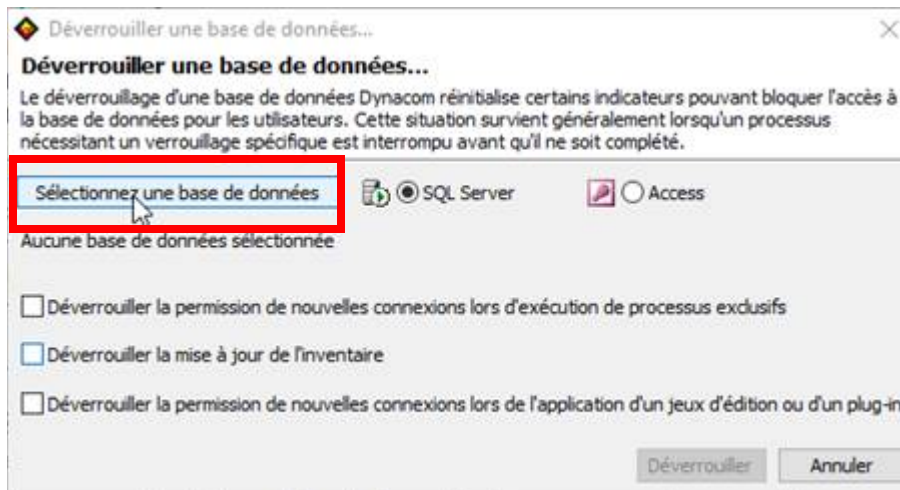 Déverrouiller une base de données...
Déverrouiller une base de données...
Le déverrouillage d'une base de données Dynacom réinitialise certains indicateurs pouvant bloquer l'accès à
la base de données pour les utilisateurs. Cette situation survient généralement lorsqu'un processus
nécessitant un verrouillage spécifique est interrompu avant qu'il ne soit complété.
Sélectionnez une base de données SQL Server Access
Aucune base de données sélectionnée
Déverrouiller la permission de nouvelles connexions lors d'exécution de processus exclusifs
Déverrouiller la mise à jour de l'inventaire
Déverrouiller la permission de nouvelles connexions lors de l'application d'un jeux d'édition ou d'un plug-in
Déverrouiller Annuler